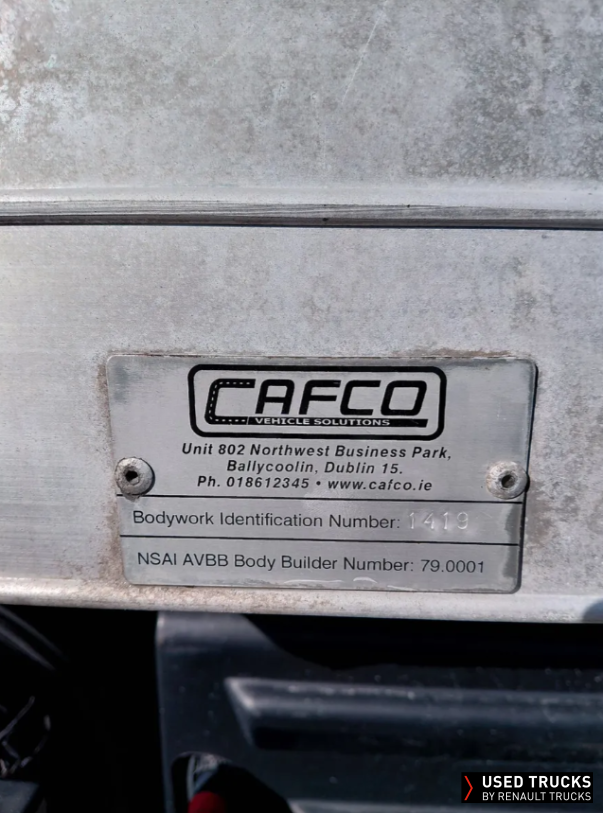 CAFCO
VEHICLE SOLUTIONS
Unit 802 Northwest Business Park,
Ballycoolin, Dublin 15.
Ph. 018612345 • www.cafco.ie
Bodywork Identification Number: 1419
NSAI AVBB Body Builder Number: 79.0001
USED TRUCKS
BY RENAULT TRUCKS